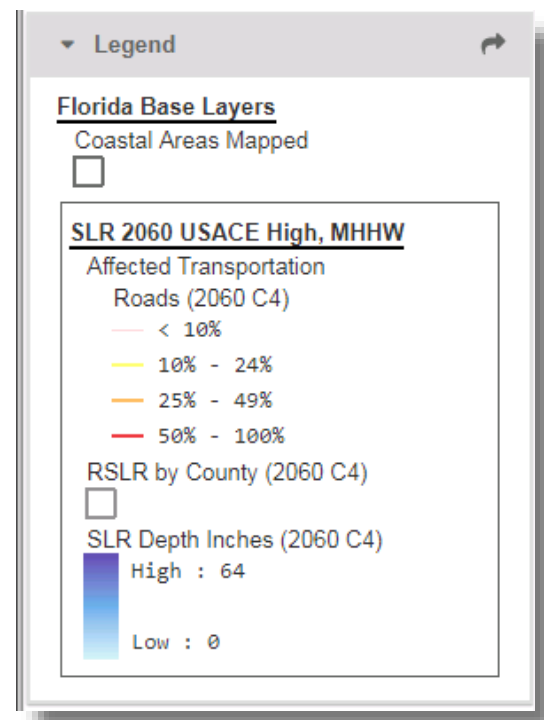 Legend
Florida Base Layers
Coastal Areas Mapped
SLR 2060 USACE High, MHHW
Affected Transportation
Roads (2060 C4)
< 10%
10% - 24%
25% - 49%
50% - 100%
RSLR by County (2060 C4)
SLR Depth Inches (2060 C4)
High : 64
Low : 0